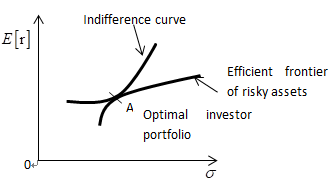 Indifference curve
E[r]
Efficient frontier
of risky assets
A
Optimal investor
portfolio
0
σ